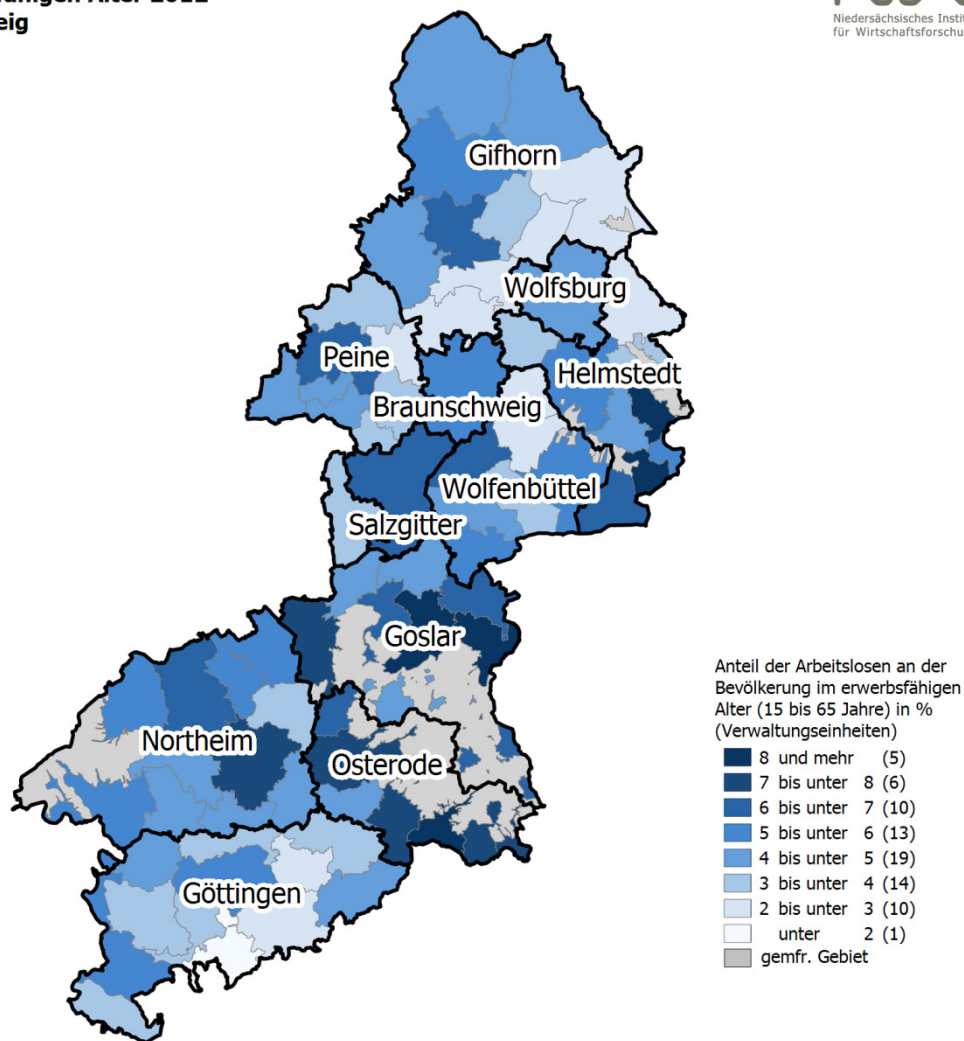 eig
Niedersächsisches Instit
für Wirtschaftsforschu
Gifhorn
Wolfsburg
Peine
Helmstedt
Braunschweig
Wolfenbüttel
Salzgitter
Goslar
Northeim
Osterode
Göttingen
Anteil der Arbeitslosen an der
Bevölkerung im erwerbsfähigen
Alter (15 bis 65 Jahre) in %
(Verwaltungseinheiten)
8 und mehr (5)
7 bis unter 8 (6)
6 bis unter 7 (10)
5 bis unter 6 (13)
4 bis unter 5 (19)
3 bis unter 4 (14)
2 bis unter 3 (10)
unter 2 (1)
gemfr. Gebiet